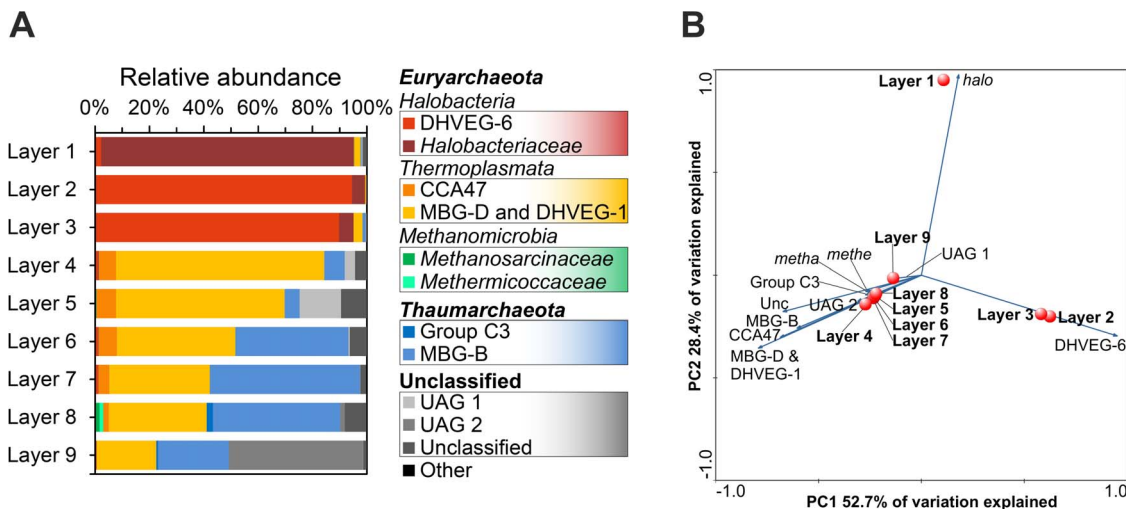 A
Relative abundance
0% 20% 40% 60% 80% 100%
Layer 1
Layer 2
Layer 3
Layer 4
Layer 5
Layer 6
Layer 7
Layer 8
Layer 9
Euryarchaeota
Halobacteria
DHVEG-6
Halobacteriaceae
Thermoplasmata
CCA47
MBG-D and DHVEG-1
Methanomicrobia
Methanosarcinaceae
Methermicoccaceae
Thaumarchaeota
Group C3
MBG-B
Unclassified
UAG 1
UAG 2
Unclassified
Other
B
1.0
PC2 28.4% of variation explained
-1.0
Layer 1
halo
Layer 9
metha
methe
UAG 1
Group C3
Layer 8
Unc
UAG 2
Layer 5
MBG-B
Layer 6
CCA47
Layer 4
Layer 7
MBG-D &
DHVEG-1
Layer 3
Layer 2
DHVEG-6
-1.0
PC1 52.7% of variation explained
1.0